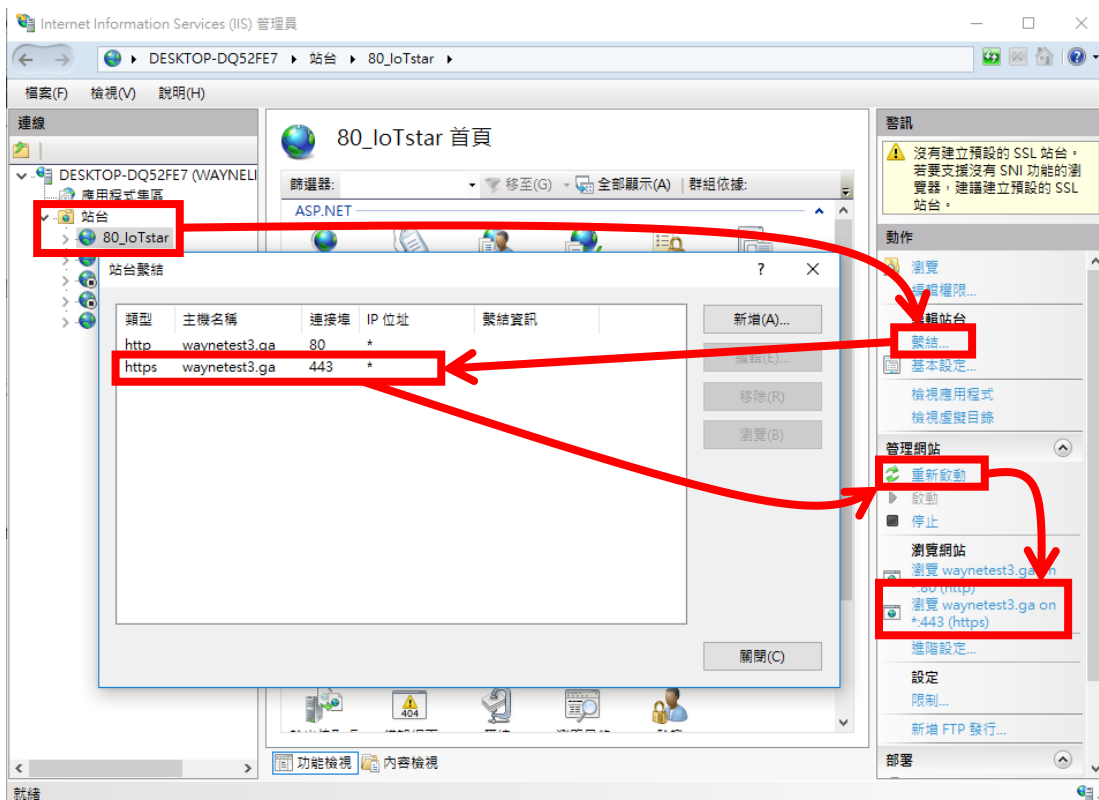 Internet Information Services (IIS) 管理員
DESKTOP-DQ52FE7 站台 80_IoTstar
檔案(F) 檢視(V) 說明(H)
連線
DESKTOP-DQ52FE7 (WAYNELI
應用程式集區
站台
80_IoTstar
80_IoTstar 首頁
篩選器: 移至(G) 全部顯示(A) 群組依據:
ASP.NET
站台繫結 ?
類型 主機名稱 連接埠 IP 位址 繫結資訊
http waynetest3.ga 80 *
https waynetest3.ga 443 *
新增(A)...
編輯(E)...
移除(R)
瀏覽(B)
關閉(C)
404
功能檢視 內容檢視
警訊
沒有建立預設的 SSL 站台。
若要支援沒有 SNI 功能的瀏
覽器，建議建立預設的 SSL
站台。
動作
瀏覽
編輯權限...
編輯站台
繫結...
基本設定...
檢視應用程式
檢視虛擬目錄
管理網站
重新啟動
啟動
停止
瀏覽網站
瀏覽 waynetest3.ga on
*:80 (http)
瀏覽 waynetest3.ga on
*:443 (https)
進階設定...
設定
限制...
新增 FTP 發行...
部署
就緒